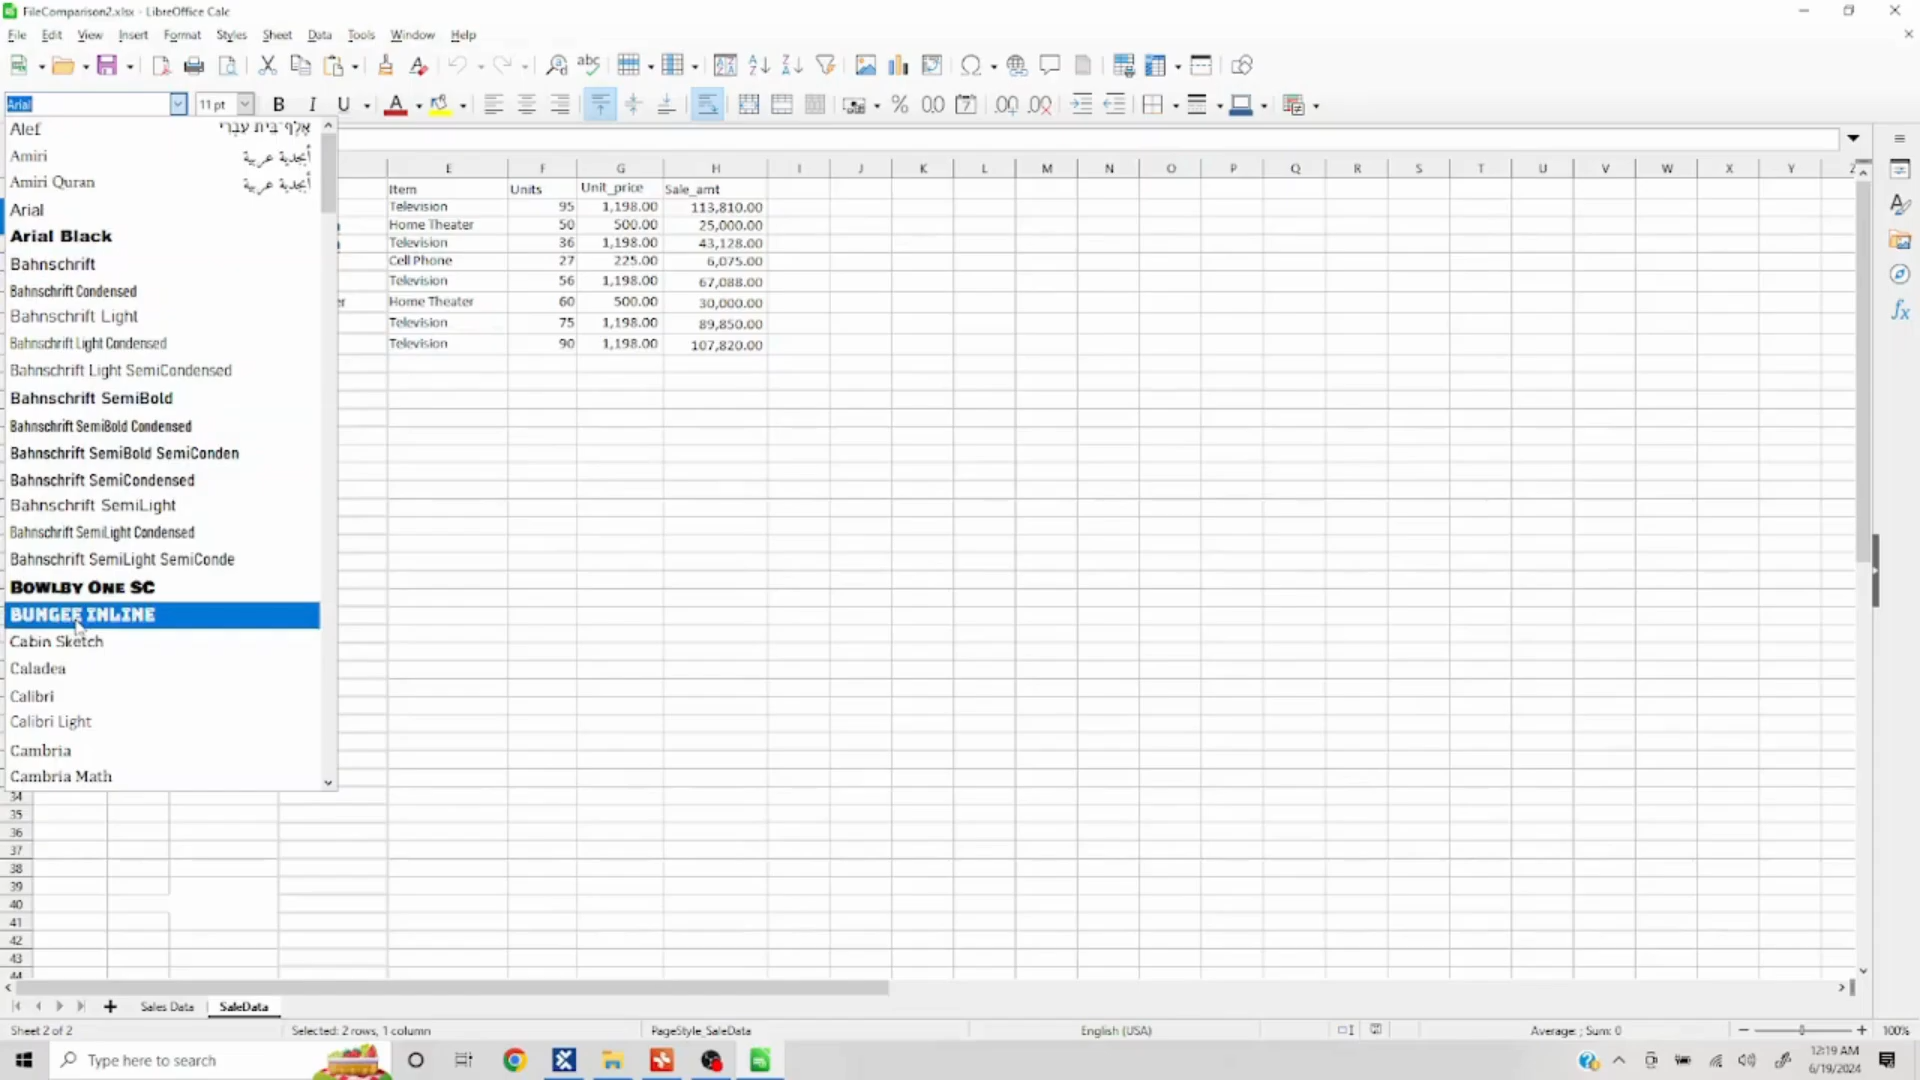 FileComparison2.xlsx - LibreOffice Calc
File Edit View Insert Format Styles Sheet Data Tools Window Help
Arial 11 pt
Alef אלף־בית עברי
Amiri أبجدية عربية
Amiri Quran أبجدية عربية
Arial
Arial Black
Bahnschrift
Bahnschrift Condensed
Bahnschrift Light
Bahnschrift Light Condensed
Bahnschrift Light SemiCondensed
Bahnschrift SemiBold
Bahnschrift SemiBold Condensed
Bahnschrift SemiBold SemiConden
Bahnschrift SemiCondensed
Bahnschrift SemiLight
Bahnschrift SemiLight Condensed
Bahnschrift SemiLight SemiConde
Bowlby One SC
BUNGEE INLINE
Cabin Sketch
Caladea
Calibri
Calibri Light
Cambria
Cambria Math
E F G H I J K L M N O P Q R S T U V W X Y Z
Item Units Unit_price Sale_amt
Television 95 1,198.00 113,810.00
Home Theater 50 500.00 25,000.00
Television 36 1,198.00 43,128.00
Cell Phone 27 225.00 6,075.00
Television 56 1,198.00 67,088.00
er Home Theater 60 500.00 30,000.00
Television 75 1,198.00 89,850.00
Television 90 1,198.00 107,820.00
34
35
36
37
38
39
40
41
42
43
44
Sales Data SaleData
Sheet 2 of 2 Selected: 2 rows, 1 column PageStyle_SaleData English (USA) Average: ; Sum: 0 100%
Type here to search
12:19 AM
6/19/2024